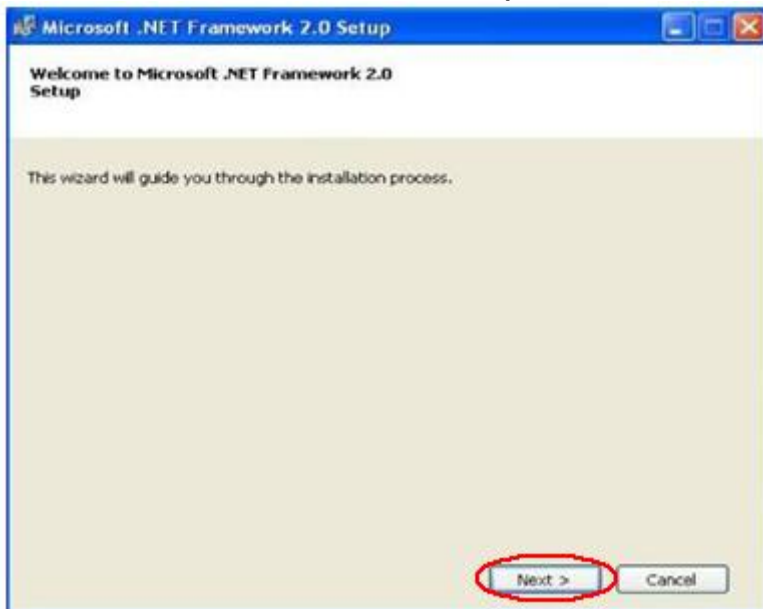 Microsoft .NET Framework 2.0 Setup
Welcome to Microsoft .NET Framework 2.0
Setup
This wizard will guide you through the installation process.
Next >
Cancel